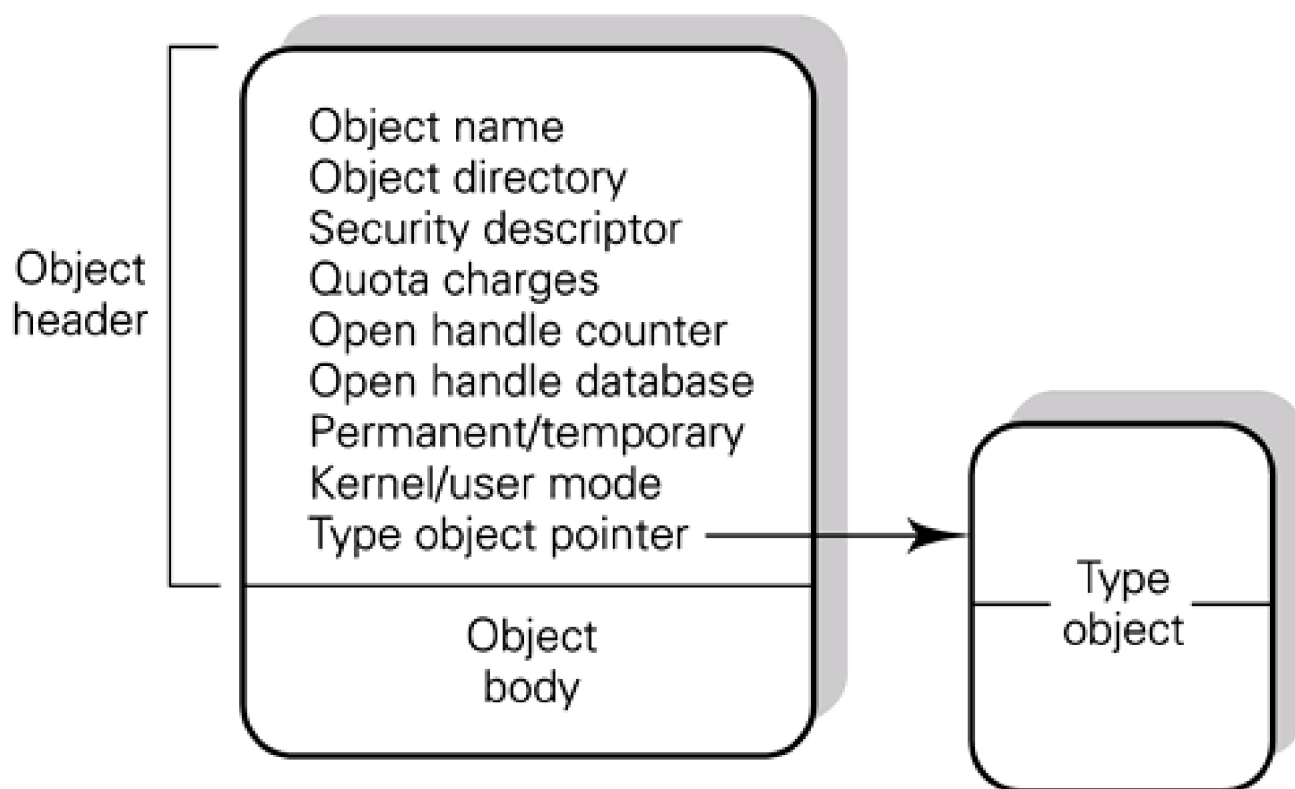 Object
header
Object name
Object directory
Security descriptor
Quota charges
Open handle counter
Open handle database
Permanent/temporary
Kernel/user mode
Type object pointer
Object
body
Type
object